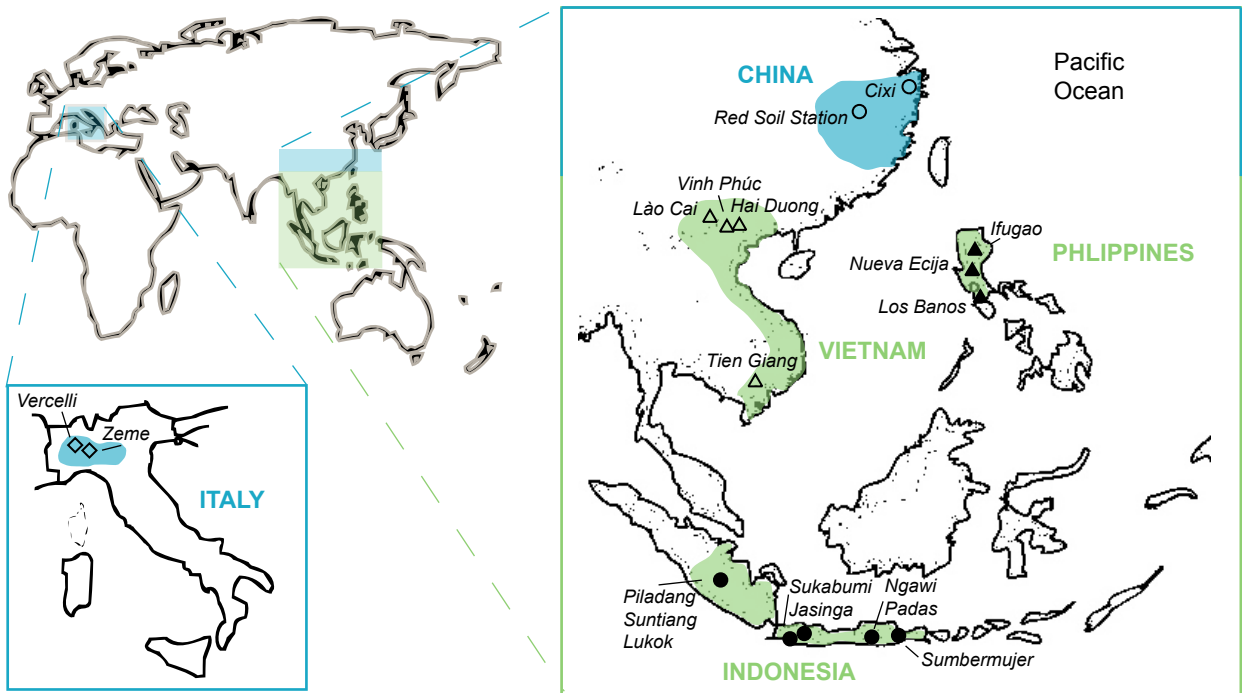 CHINA
Pacific
Ocean
Cixi
Red Soil Station
Vinh Phúc
Hai Duong
Lào Cai
Ifugao
PHLIPPINES
Nueva Ecija
Los Banos
VIETNAM
Tien Giang
Vercelli
Zeme
ITALY
Piladang
Suntiang
Lukok
Sukabumi
Jasinga
Ngawi
Padas
Sumbermujer
INDONESIA